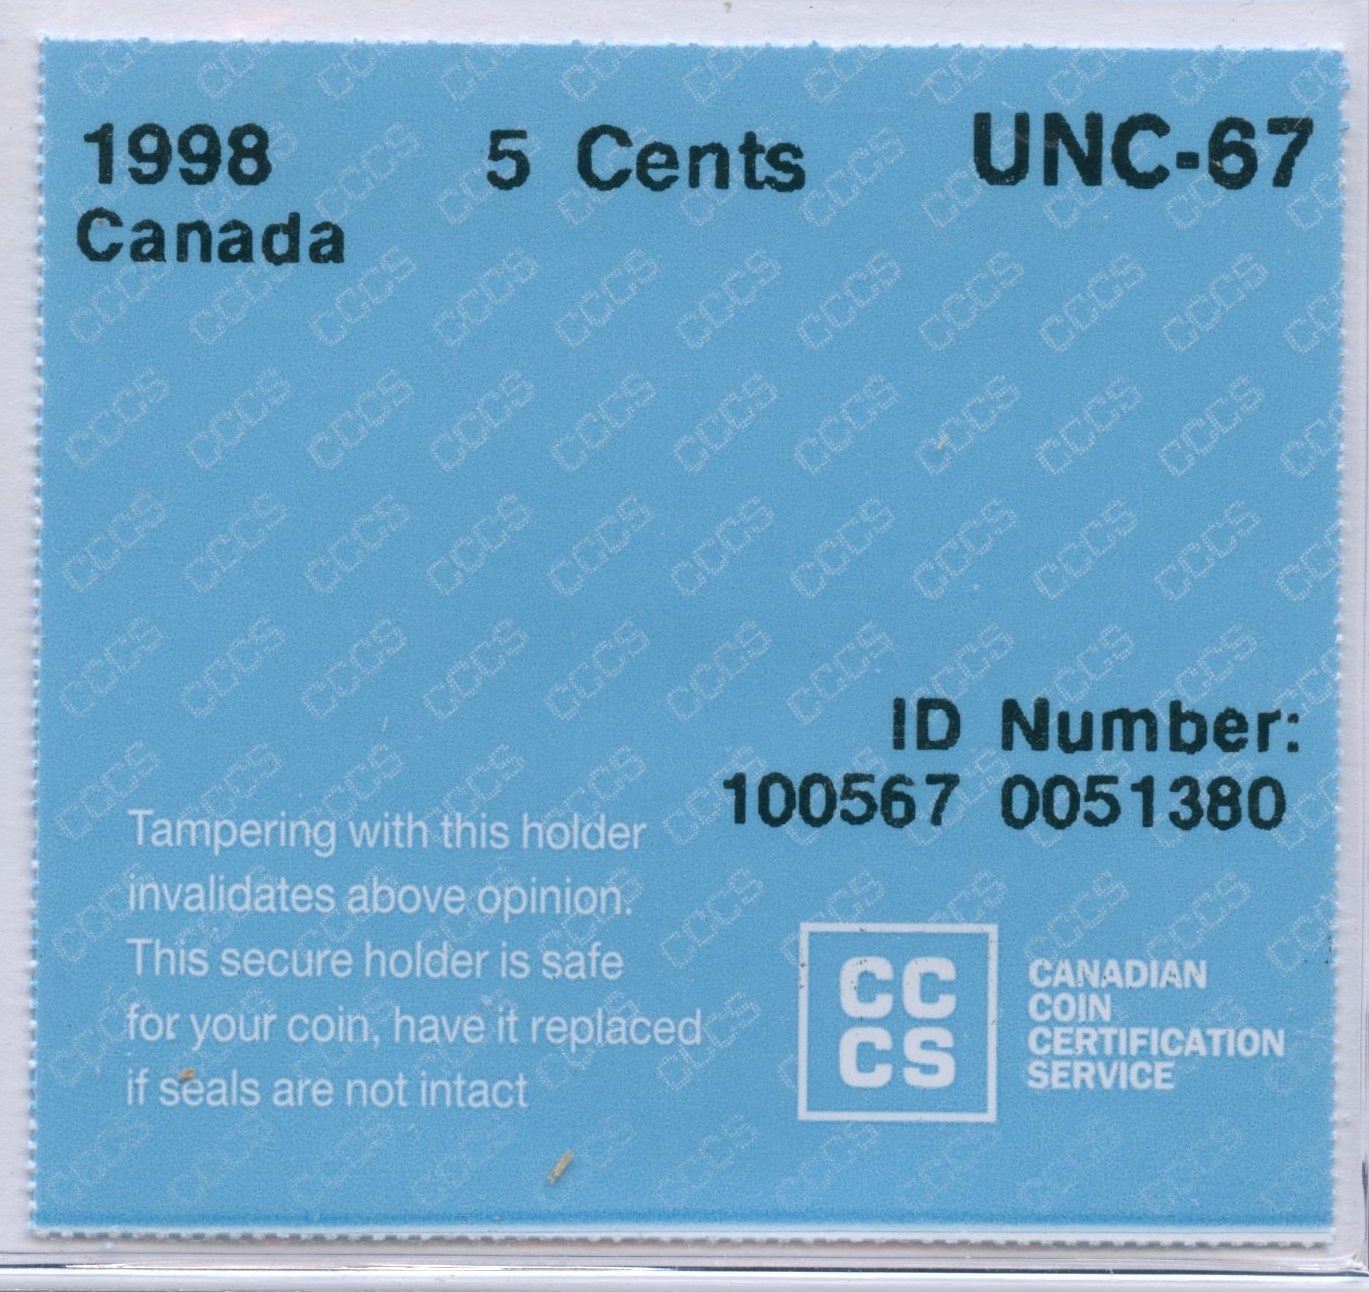 1998 5 Cents UNC-67
Canada
ID Number:
100567 0051380
Tampering with this holder
invalidates above opinion.
This secure holder is safe
for your coin, have it replaced
if seals are not intact
CC
CS
CANADIAN
COIN
CERTIFICATION
SERVICE